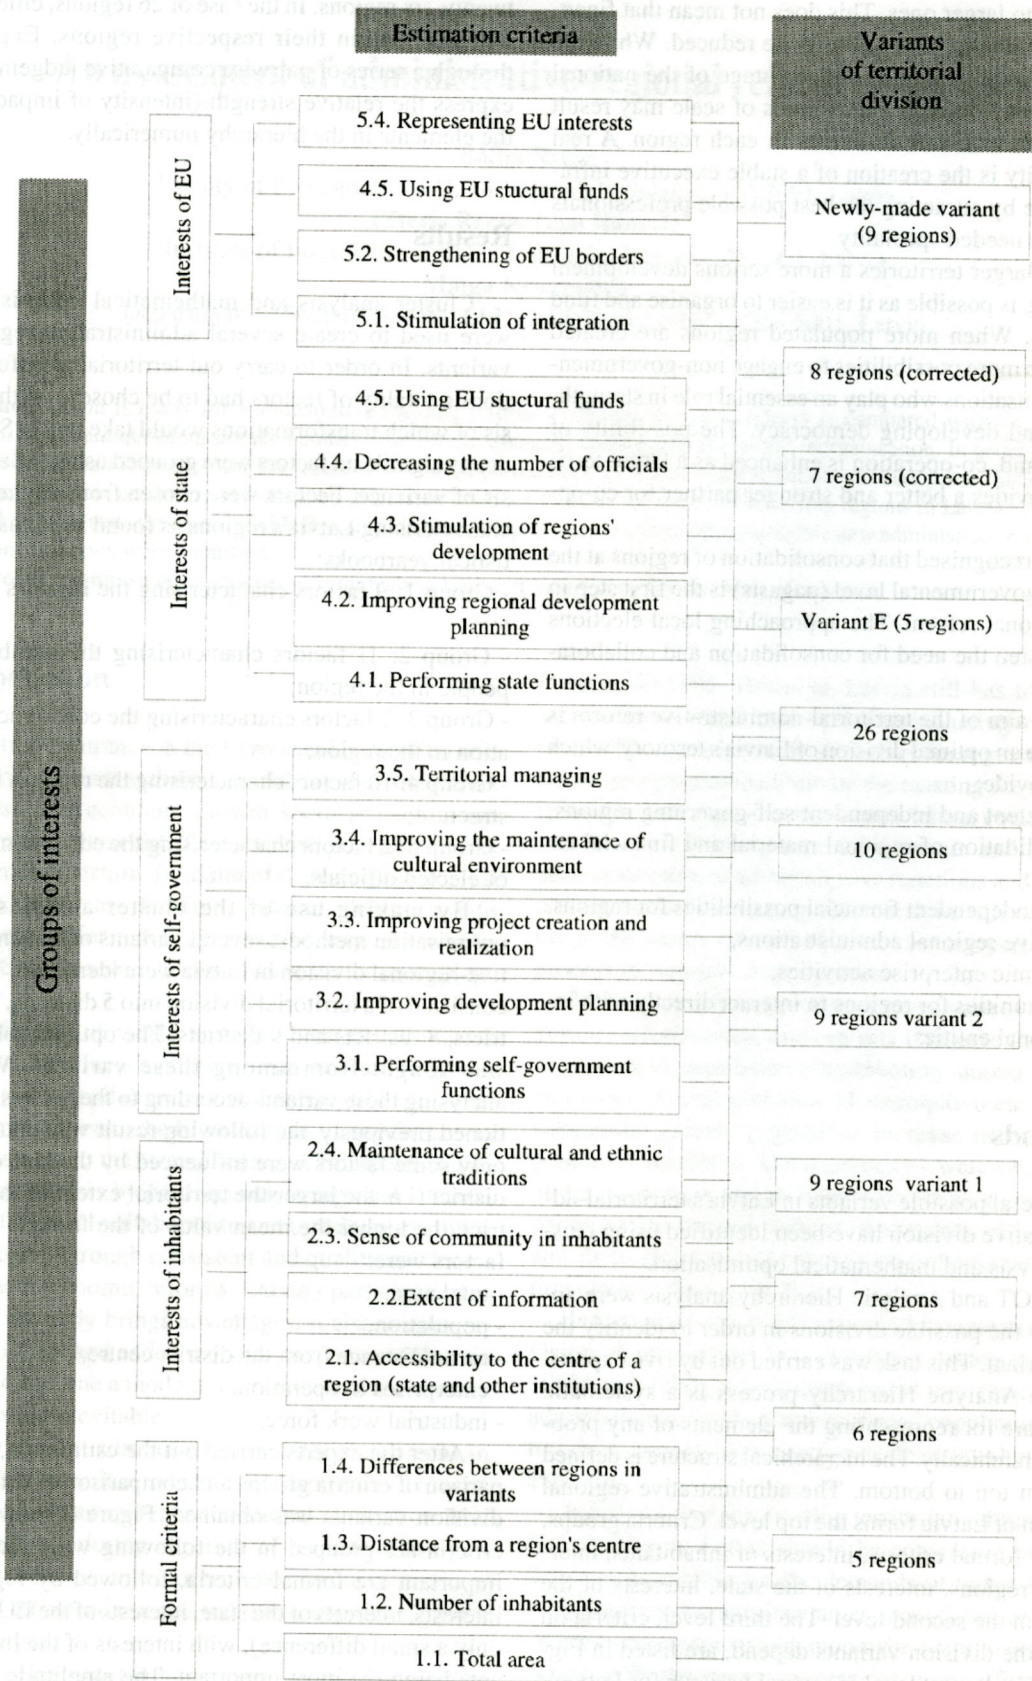 Estimation criteria
Variants
of territorial
division
Groups of interests
Interests of EU
5.4. Representing EU interests
4.5. Using EU stuctural funds
5.2. Strengthening of EU borders
5.1. Stimulation of integration
Interests of state
4.5. Using EU stuctural funds
4.4. Decreasing the number of officials
4.3. Stimulation of regions'
development
4.2. Improving regional development
planning
4.1. Performing state functions
Interests of self-government
3.5. Territorial managing
3.4. Improving the maintenance of
cultural environment
3.3. Improving project creation and
realization
3.2. Improving development planning
3.1. Performing self-government
functions
Interests of inhabitants
2.4. Maintenance of cultural and ethnic
traditions
2.3. Sense of community in inhabitants
2.2.Extent of information
2.1. Accessibility to the centre of a
region (state and other institutions)
Formal criteria
1.4. Differences between regions in
variants
1.3. Distance from a region's centre
1.2. Number of inhabitants
1.1. Total area
Newly-made variant
(9 regions)
8 regions (corrected)
7 regions (corrected)
Variant E (5 regions)
26 regions
10 regions
9 regions variant 2
9 regions variant 1
7 regions
6 regions
5 regions